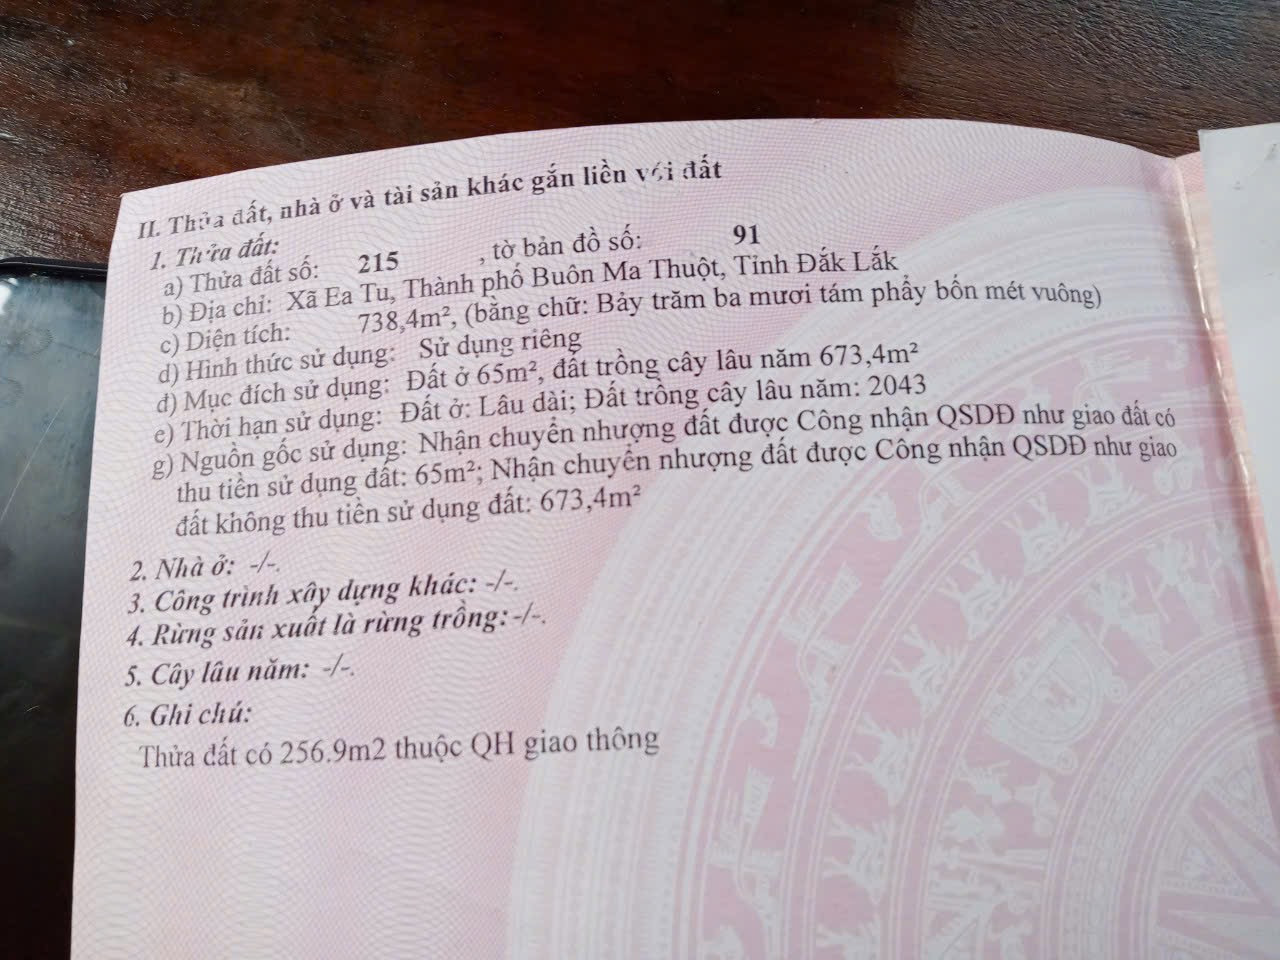 II. Thửa đất, nhà ở và tài sản khác gắn liền với đất
1. Thửa đất:
a) Thửa đất số: 215 , tờ bản đồ số: 91
b) Địa chỉ: Xã Ea Tu, Thành phố Buôn Ma Thuột, Tỉnh Đắk Lắk
c) Diện tích: 738,4m², (bằng chữ: Bảy trăm ba mươi tám phẩy bốn mét vuông)
d) Hình thức sử dụng: Sử dụng riêng
đ) Mục đích sử dụng: Đất ở 65m², đất trồng cây lâu năm 673,4m²
e) Thời hạn sử dụng: Đất ở: Lâu dài; Đất trồng cây lâu năm: 2043
g) Nguồn gốc sử dụng: Nhận chuyển nhượng đất được Công nhận QSDĐ như giao đất có
thu tiền sử dụng đất: 65m²; Nhận chuyển nhượng đất được Công nhận QSDĐ như giao
đất không thu tiền sử dụng đất: 673,4m²
2. Nhà ở: -/-.
3. Công trình xây dựng khác: -/-.
4. Rừng sản xuất là rừng trồng: -/-.
5. Cây lâu năm: -/-.
6. Ghi chú:
Thửa đất có 256.9m2 thuộc QH giao thông